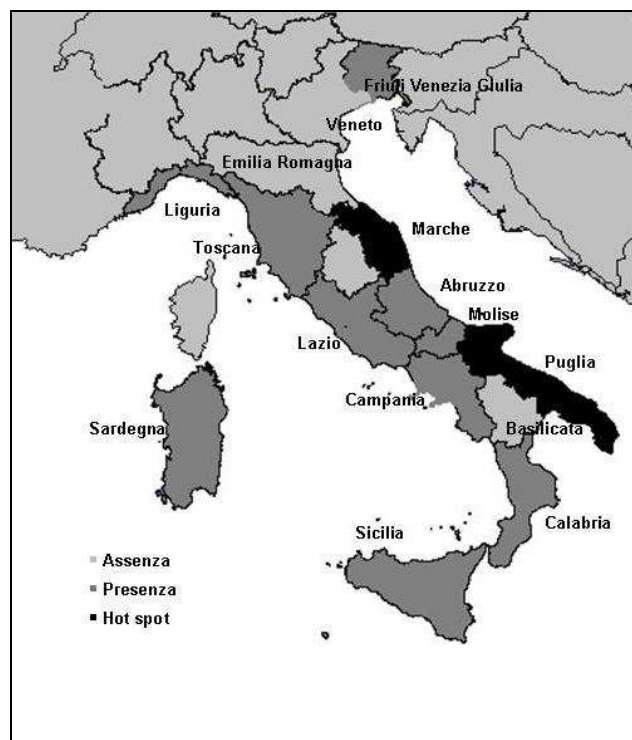 Friuli Venezia Giulia
Veneto
Emilia Romagna
Liguria
Marche
Toscana
Abruzzo
Molise
Lazio
Puglia
Campania
Basilicata
Sardegna
Calabria
Sicilia
Assenza
Presenza
Hot spot